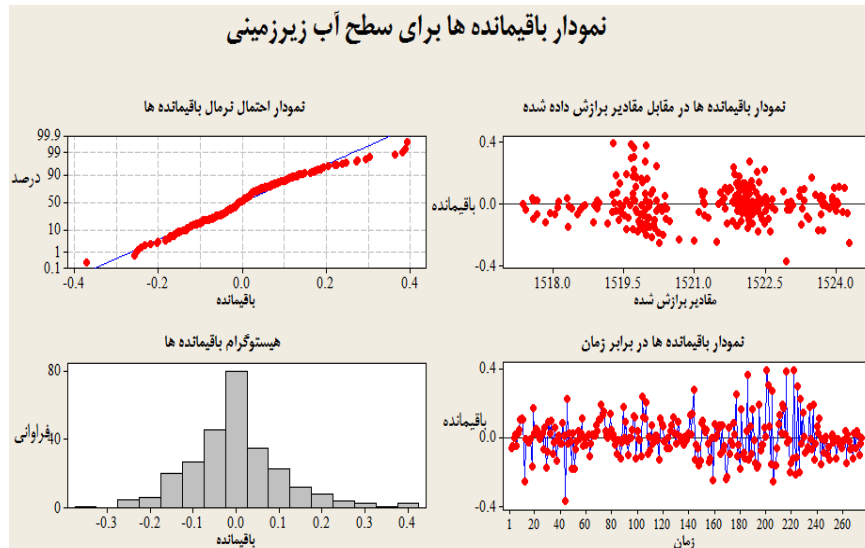 نمودار باقیمانده ها برای سطح آب زیرزمینی
نمودار احتمال نرمال باقیمانده ها
99.9
99
90
50
10
1
0.1
درصد
-0.4 -0.2 0.0 0.2 0.4
باقیمانده
نمودار باقیمانده ها در مقابل مقادیر برازش داده شده
0.4
0.0
-0.4
باقیمانده
1518.0 1519.5 1521.0 1522.5 1524.0
مقادیر برازش شده
هیستوگرام باقیمانده ها
80
40
0
فراوانی
-0.3 -0.2 -0.1 0.0 0.1 0.2 0.3 0.4
باقیمانده
نمودار باقیمانده ها در برابر زمان
0.4
0.0
-0.4
باقیمانده
1 20 40 60 80 100 120 140 160 180 200 220 240 260
زمان